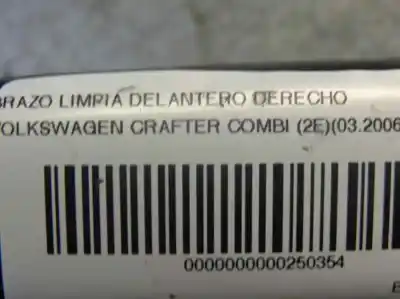 BRAZO LIMPIA DELANTERO DERECHO
VOLKSWAGEN CRAFTER COMBI (2E)(03.2006
0000000000250354